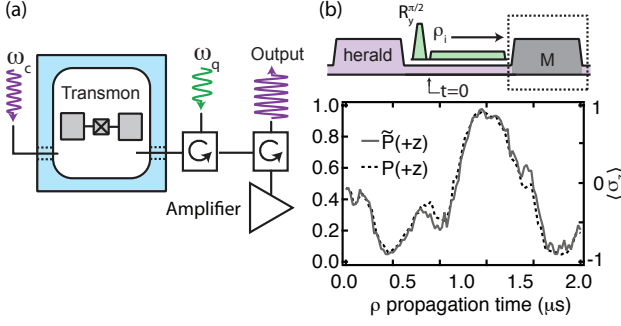 (a)
ω_c
ω_q
Output
Transmon
Amplifier
(b)
R_y^{π/2}
ρ_i
herald
M
t=0
1.0
0.8
0.6
0.4
0.2
0.0
P̃(+z)
P(+z)
1
0
-1
⟨σ_z⟩
0.0 0.5 1.0 1.5 2.0
ρ propagation time (μs)